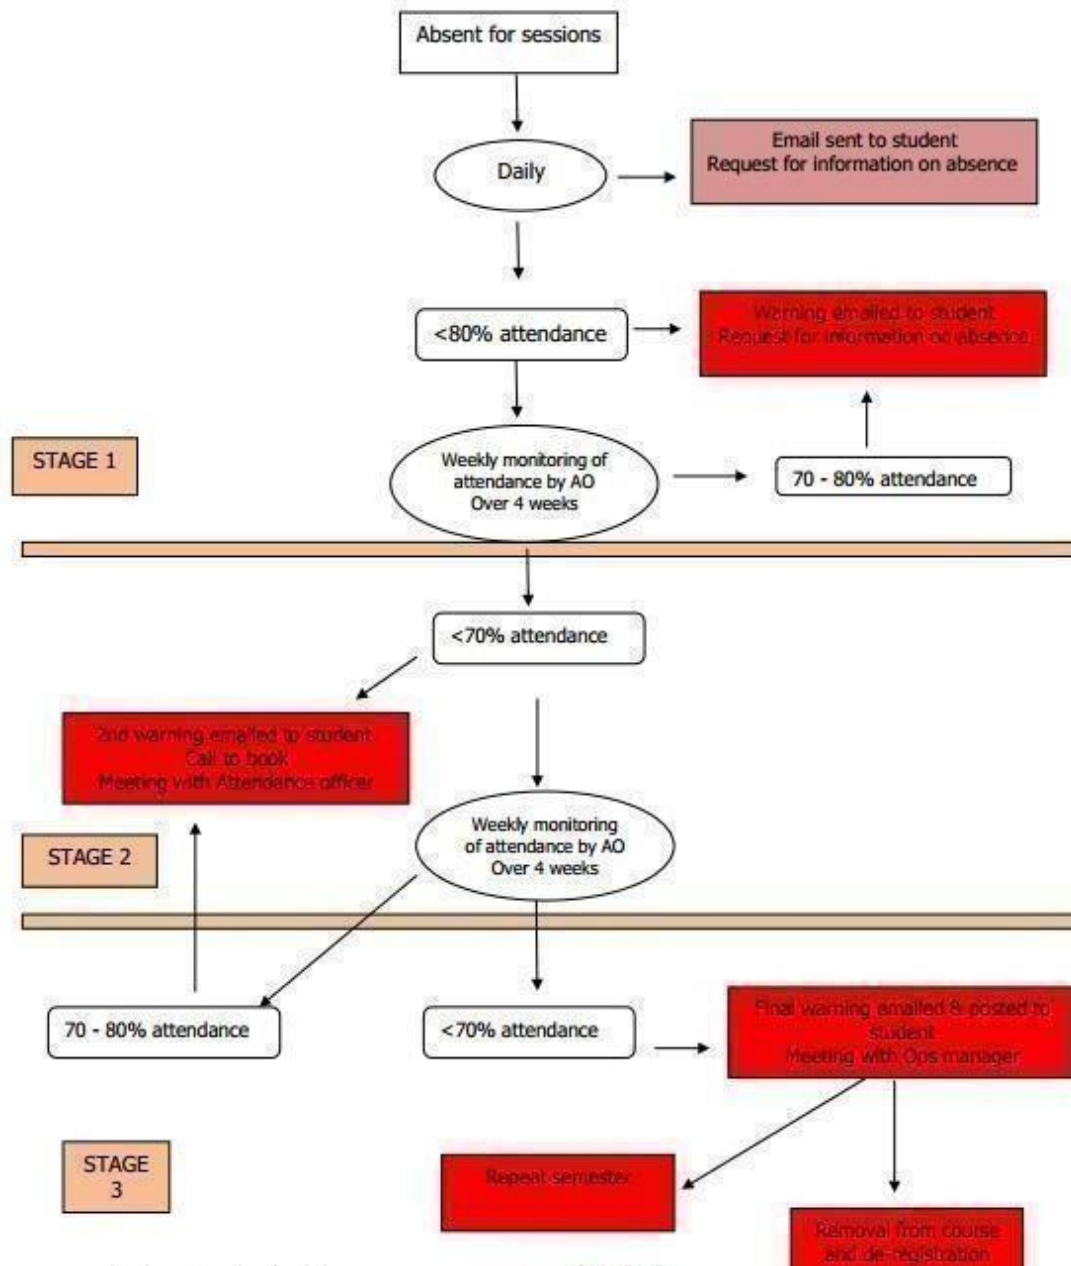 Absent for sessions
Daily
Email sent to student
Request for information on absence
<80% attendance
Warning emailed to student
Request for information on absence
STAGE 1
Weekly monitoring of
attendance by AO
Over 4 weeks
70 - 80% attendance
<70% attendance
2nd warning emailed to student
Call to book
Meeting with Attendance officer
STAGE 2
Weekly monitoring
of attendance by AO
Over 4 weeks
70 - 80% attendance
<70% attendance
Final warning emailed & posted to
student
Meeting with Ops manager
STAGE
3
Repeat semester
Removal from course
and de-registration